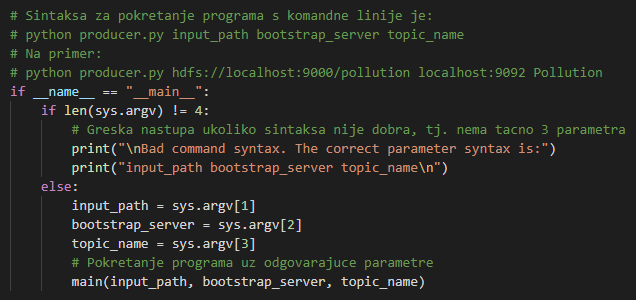 # Sintaksa za pokretanje programa s komandne linije je:
# python producer.py input_path bootstrap_server topic_name
# Na primer:
# python producer.py hdfs://localhost:9000/pollution localhost:9092 Pollution
if __name__ == "__main__":
    if len(sys.argv) != 4:
        # Greska nastupa ukoliko sintaksa nije dobra, tj. nema tacno 3 parametra
        print("\nBad command syntax. The correct parameter syntax is:")
        print("input_path bootstrap_server topic_name\n")
    else:
        input_path = sys.argv[1]
        bootstrap_server = sys.argv[2]
        topic_name = sys.argv[3]
        # Pokretanje programa uz odgovarajuce parametre
        main(input_path, bootstrap_server, topic_name)